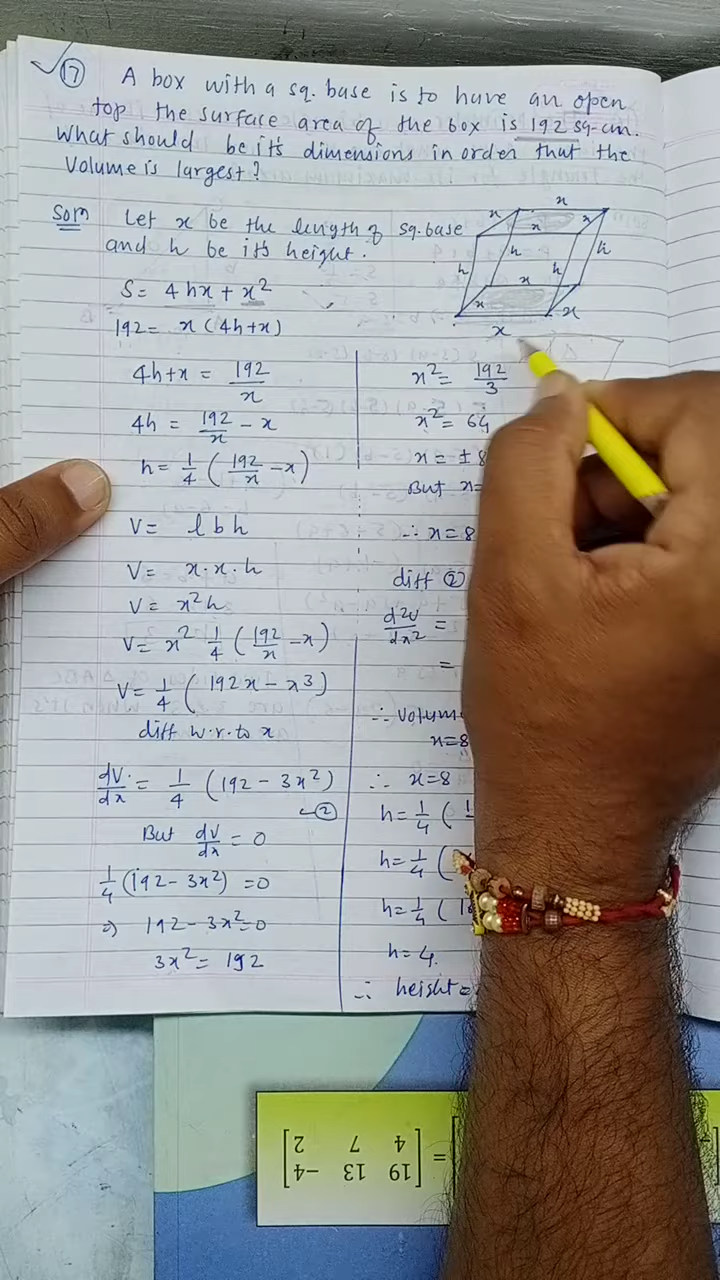 17 A box with a sq. base is to have an open
top the surface area of the box is 192 sq-cm.
What should be it's dimensions in order that the
Volume is largest?
Soln Let x be the length of sq. base
and h be it's height.
S = 4hx + x²
192 = x (4h+x)
4h+x = 192/x
4h = 192/x - x
h = 1/4 (192/x - x)
V = l b h
V = x·x·h
V = x²h
V = x² 1/4 (192/x - x)
V = 1/4 (192x - x³)
diff w.r.to x
dV/dx = 1/4 (192 - 3x²)
②
But dV/dx = 0
1/4 (192 - 3x²) = 0
⇒ 192 - 3x² = 0
3x² = 192
x x x x
h h h h
x x x
x
x² = 192/3
x² = 64
x = ± 8
But x =
∴ x = 8
diff ②
d²V/dx² =
=
∴ Volum
x=8
∴ x=8
h = 1/4 (
h = 1/4 (
h = 1/4 (
h = 4.
∴ height =
[19 13 -4
4 7 2]
=